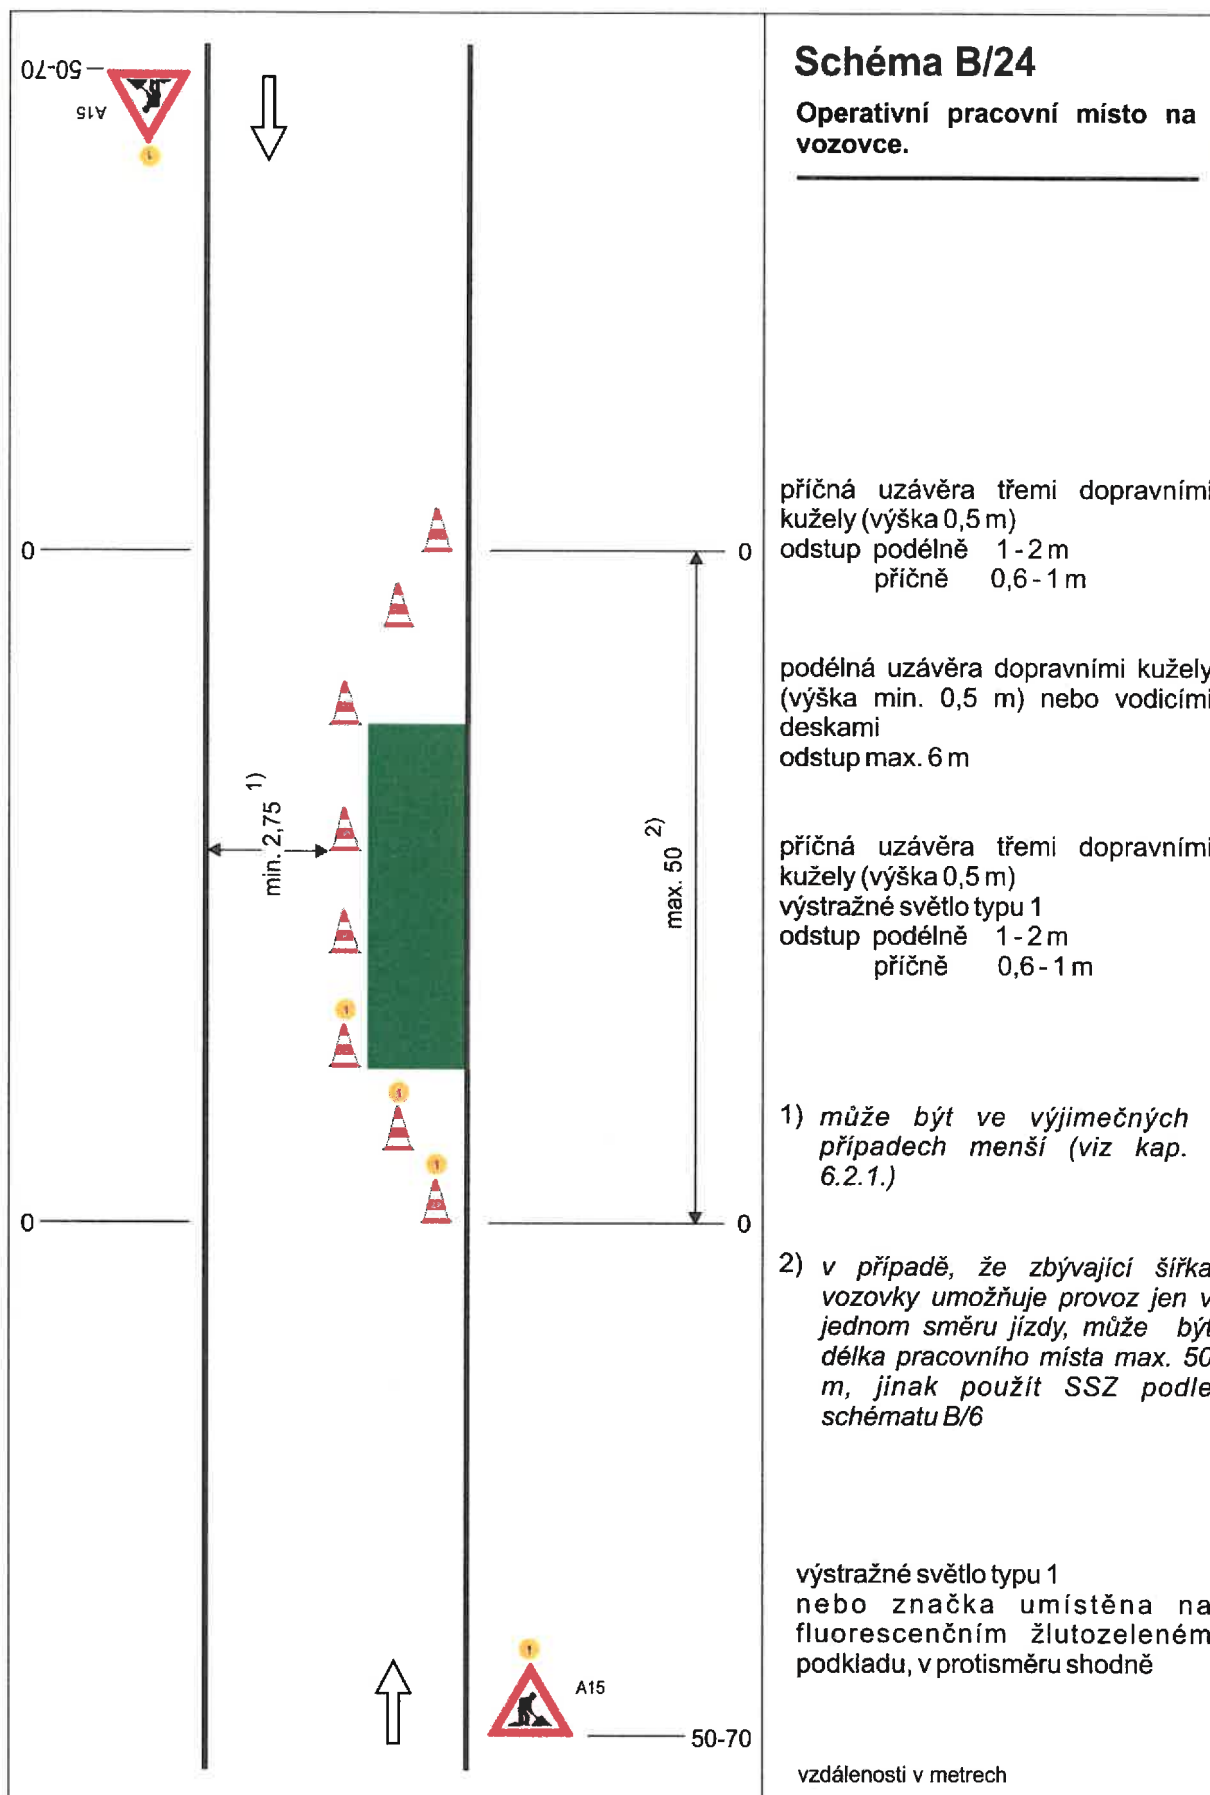 Schéma B/24
Operativní pracovní místo na
vozovce.
50-70
A15
1
příčná uzávěra třemi dopravními
kužely (výška 0,5 m)
odstup podélně 1 - 2 m
příčně 0,6 - 1 m
0
0
podélná uzávěra dopravními kužely
(výška min. 0,5 m) nebo vodicími
deskami
odstup max. 6 m
min. 2,75 1)
max. 50 2)
příčná uzávěra třemi dopravními
kužely (výška 0,5 m)
výstražné světlo typu 1
odstup podélně 1 - 2 m
příčně 0,6 - 1 m
1
1
1
1) může být ve výjimečných
případech menší (viz kap.
6.2.1.)
0
0
2) v případě, že zbývající šířka
vozovky umožňuje provoz jen v
jednom směru jízdy, může být
délka pracovního místa max. 50
m, jinak použít SSZ podle
schématu B/6
výstražné světlo typu 1
nebo značka umístěna na
fluorescenčním žlutozeleném
podkladu, v protisměru shodně
1
A15
50-70
vzdálenosti v metrech